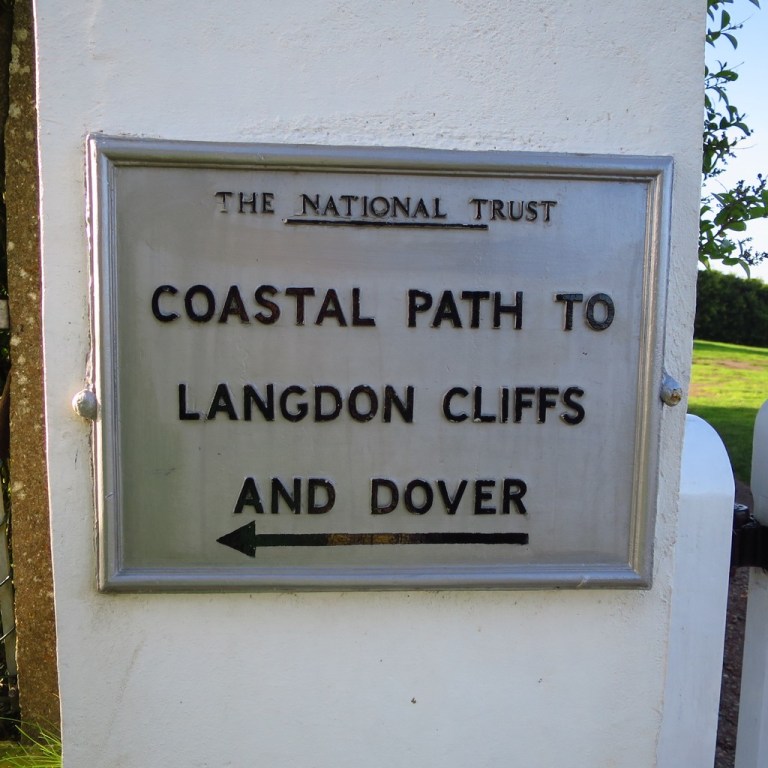 THE NATIONAL TRUST
COASTAL PATH TO
LANGDON CLIFFS
AND DOVER